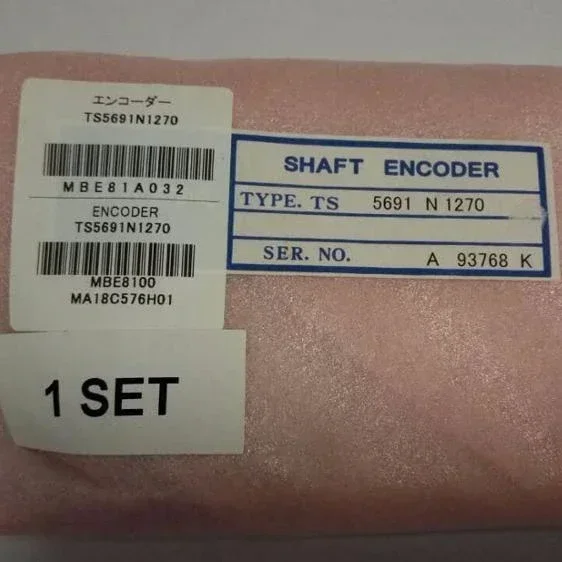 エンコーダー
TS5691N1270
MBE81A032
ENCODER
TS5691N1270
MBE8100
MA18C576H01
SHAFT ENCODER
TYPE. TS 5691 N 1270
SER. NO. A 93768 K
1 SET